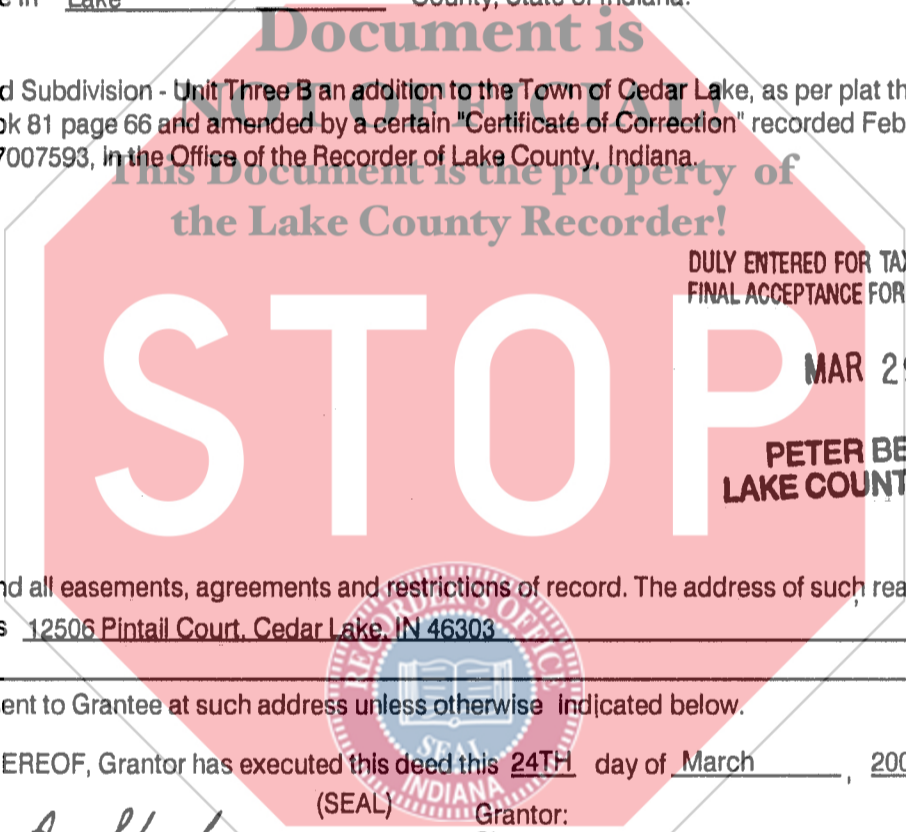 Lake County, State of Indiana.
Document is
d Subdivision - Unit Three B an addition to the Town of Cedar Lake, as per plat th
NOT OFFICIAL!
ok 81 page 66 and amended by a certain "Certificate of Correction" recorded Feb
7007593, in the Office of the Recorder of Lake County, Indiana.
This Document is the property of
the Lake County Recorder!
DULY ENTERED FOR TAX
FINAL ACCEPTANCE FOR
MAR 29
STOP
PETER BE
LAKE COUNT
nd all easements, agreements and restrictions of record. The address of such rea
s 12506 Pintail Court, Cedar Lake, IN 46303
RECORDER'S OFFICE
SEAL
INDIANA
ent to Grantee at such address unless otherwise indicated below.
EREOF, Grantor has executed this deed this 24TH day of March , 200
(SEAL)
Grantor: